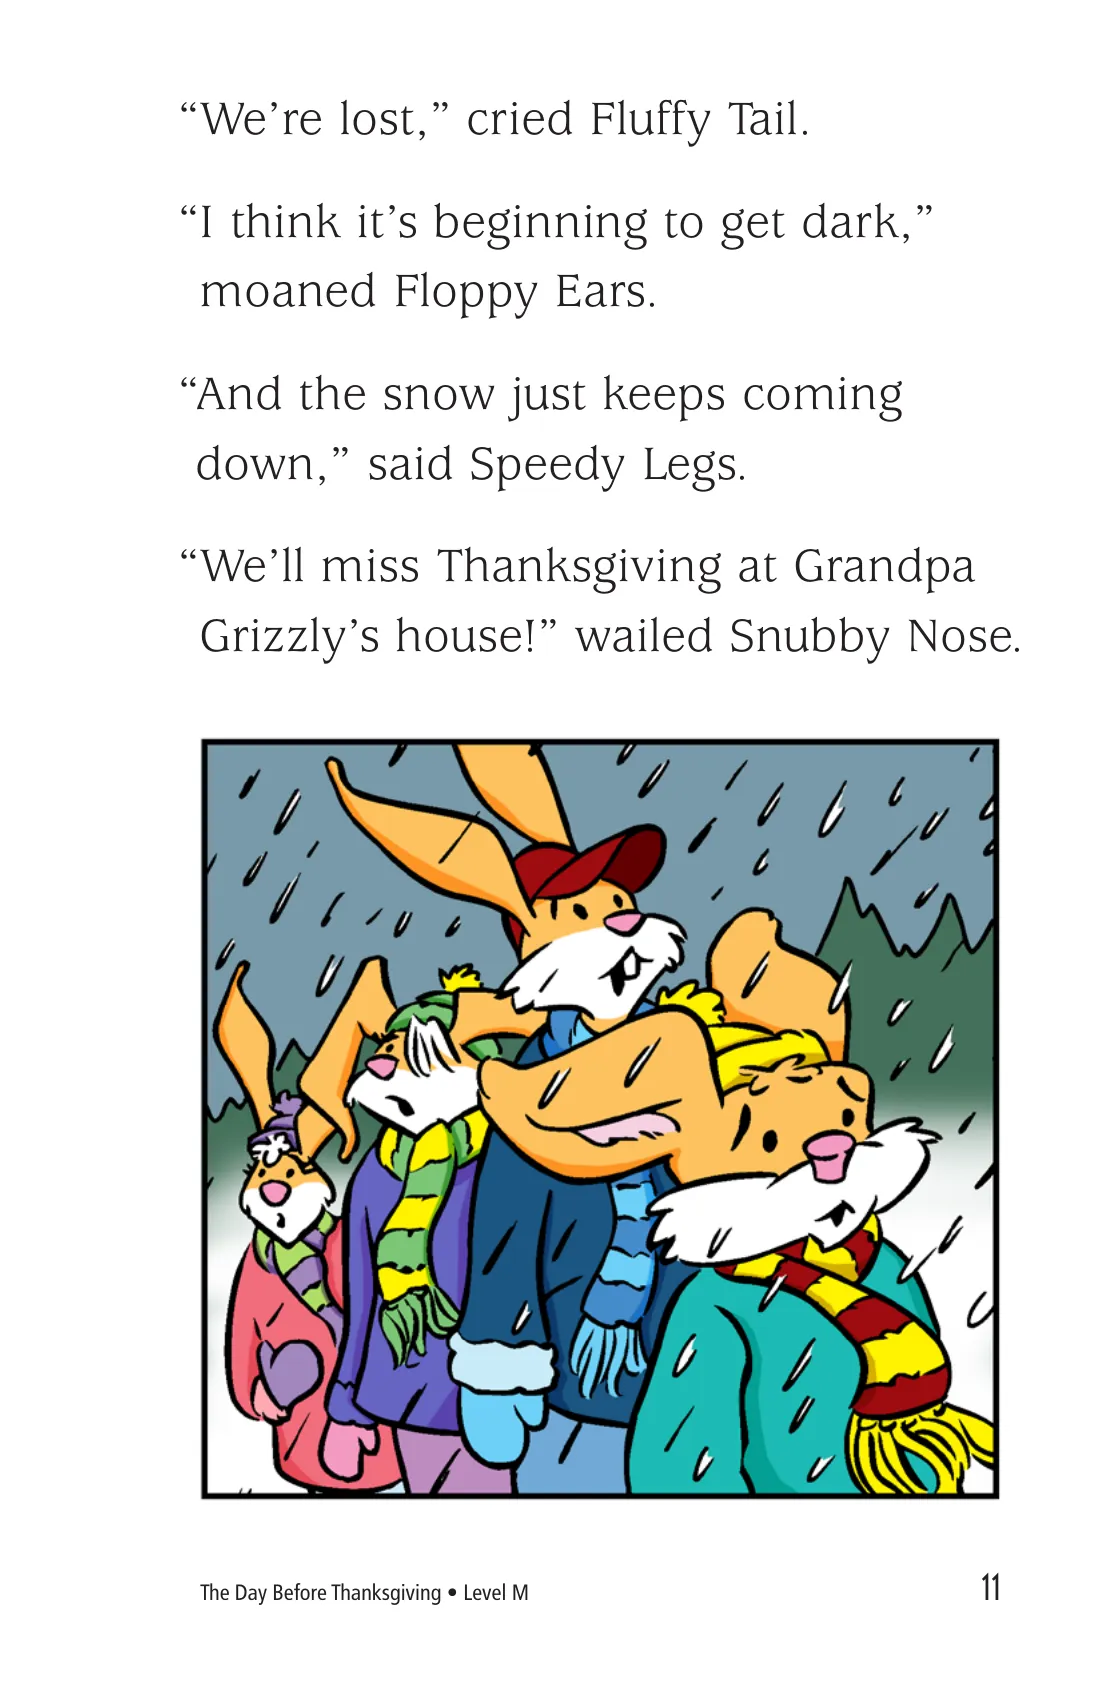 “We’re lost,” cried Fluffy Tail.
“I think it’s beginning to get dark,”
moaned Floppy Ears.
“And the snow just keeps coming
down,” said Speedy Legs.
“We’ll miss Thanksgiving at Grandpa
Grizzly’s house!” wailed Snubby Nose.
The Day Before Thanksgiving • Level M
11